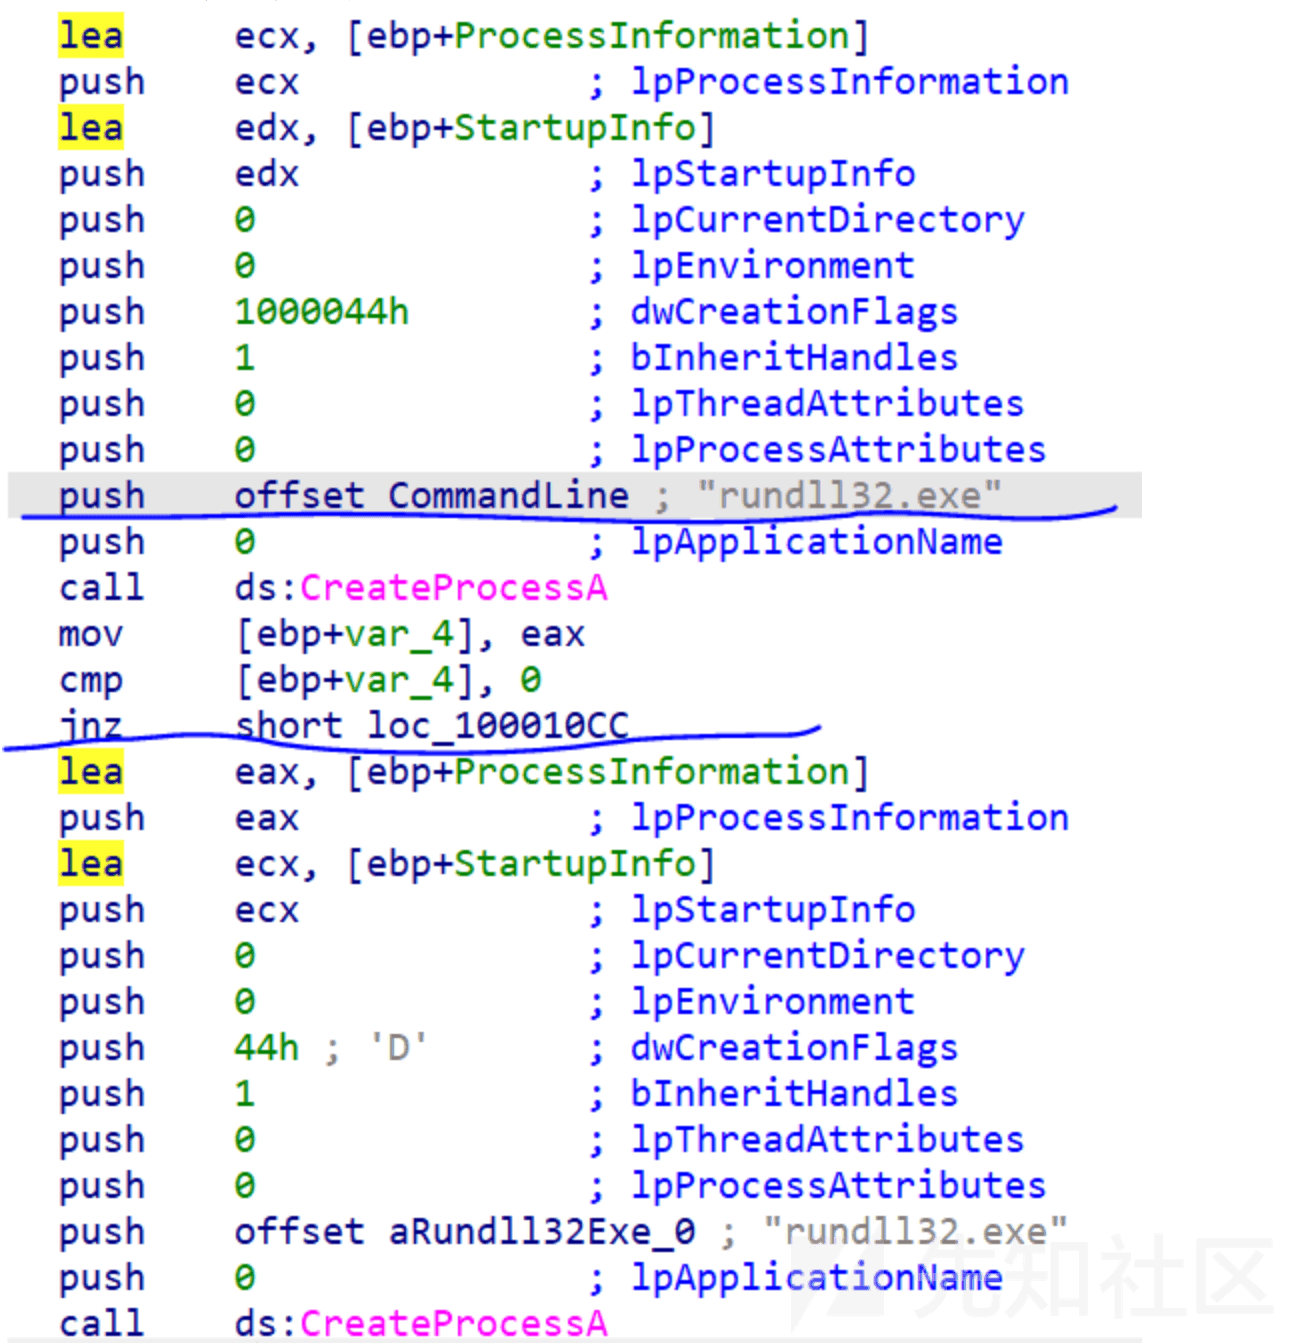 lea ecx, [ebp+ProcessInformation]
push ecx ; lpProcessInformation
lea edx, [ebp+StartupInfo]
push edx ; lpStartupInfo
push 0 ; lpCurrentDirectory
push 0 ; lpEnvironment
push 1000044h ; dwCreationFlags
push 1 ; bInheritHandles
push 0 ; lpThreadAttributes
push 0 ; lpProcessAttributes
push offset CommandLine ; "rundll32.exe"
push 0 ; lpApplicationName
call ds:CreateProcessA
mov [ebp+var_4], eax
cmp [ebp+var_4], 0
jnz short loc_100010CC
lea eax, [ebp+ProcessInformation]
push eax ; lpProcessInformation
lea ecx, [ebp+StartupInfo]
push ecx ; lpStartupInfo
push 0 ; lpCurrentDirectory
push 0 ; lpEnvironment
push 44h ; 'D' ; dwCreationFlags
push 1 ; bInheritHandles
push 0 ; lpThreadAttributes
push 0 ; lpProcessAttributes
push offset aRundll32Exe_0 ; "rundll32.exe"
push 0 ; lpApplicationName
call ds:CreateProcessA
先知社区